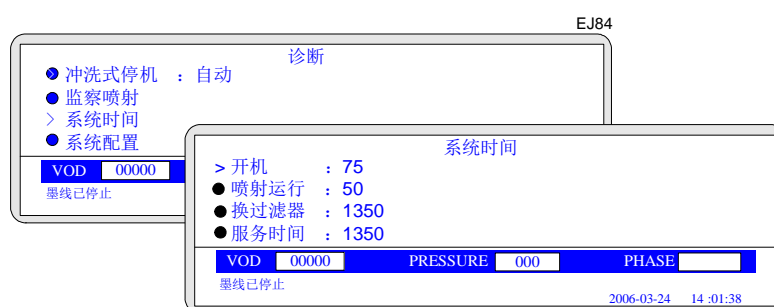 EJ84
诊断
冲洗式停机 : 自动
监察喷射
> 系统时间
系统配置
VOD 00000
墨线已停止
系统时间
> 开机 : 75
喷射运行 : 50
换过滤器 : 1350
服务时间 : 1350
VOD 00000 PRESSURE 000 PHASE
墨线已停止
2006-03-24 14 :01:38